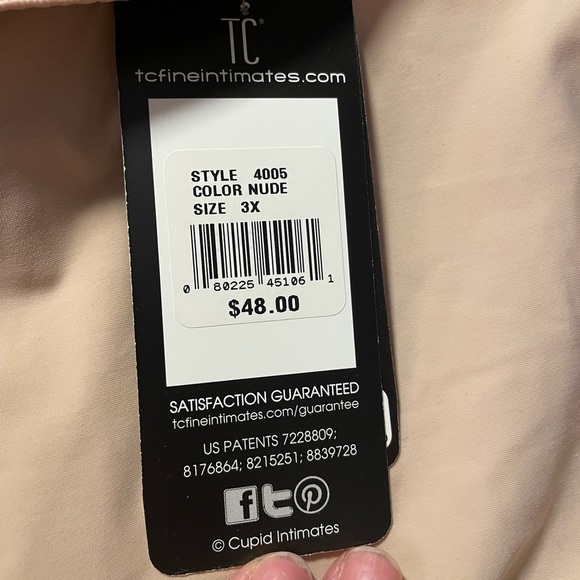 TC®
tcfineintimates.com
STYLE 4005
COLOR NUDE
SIZE 3X
0 80225 45106 1
$48.00
SATISFACTION GUARANTEED
tcfineintimates.com/guarantee
US PATENTS 7228809;
8176864; 8215251; 8839728
© Cupid Intimates